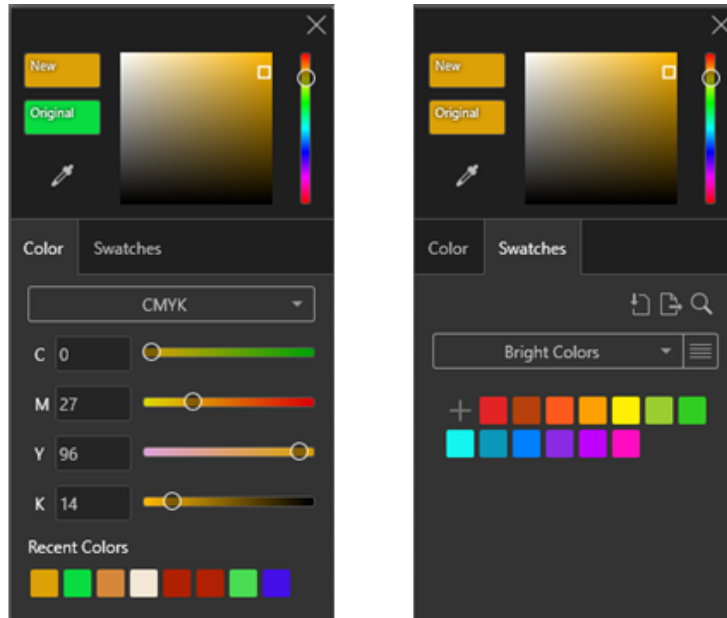 New
Original
Color Swatches
CMYK
C 0
M 27
Y 96
K 14
Recent Colors
New
Original
Color Swatches
Bright Colors